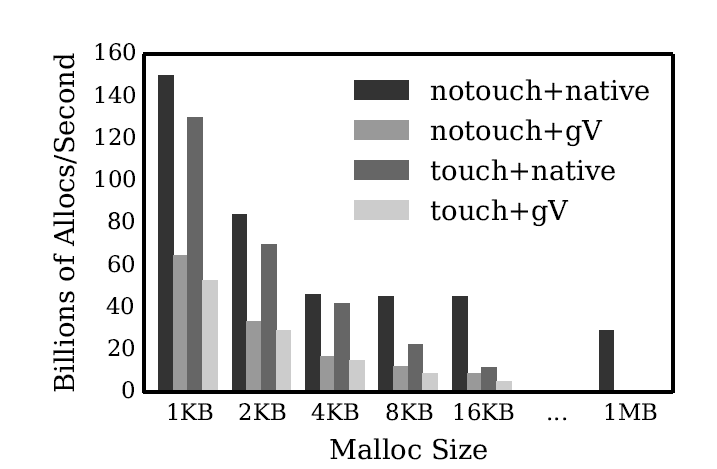 160
140
120
100
80
60
40
20
0
Billions of Allocs/Second
notouch+native
notouch+gV
touch+native
touch+gV
1KB 2KB 4KB 8KB 16KB ... 1MB
Malloc Size